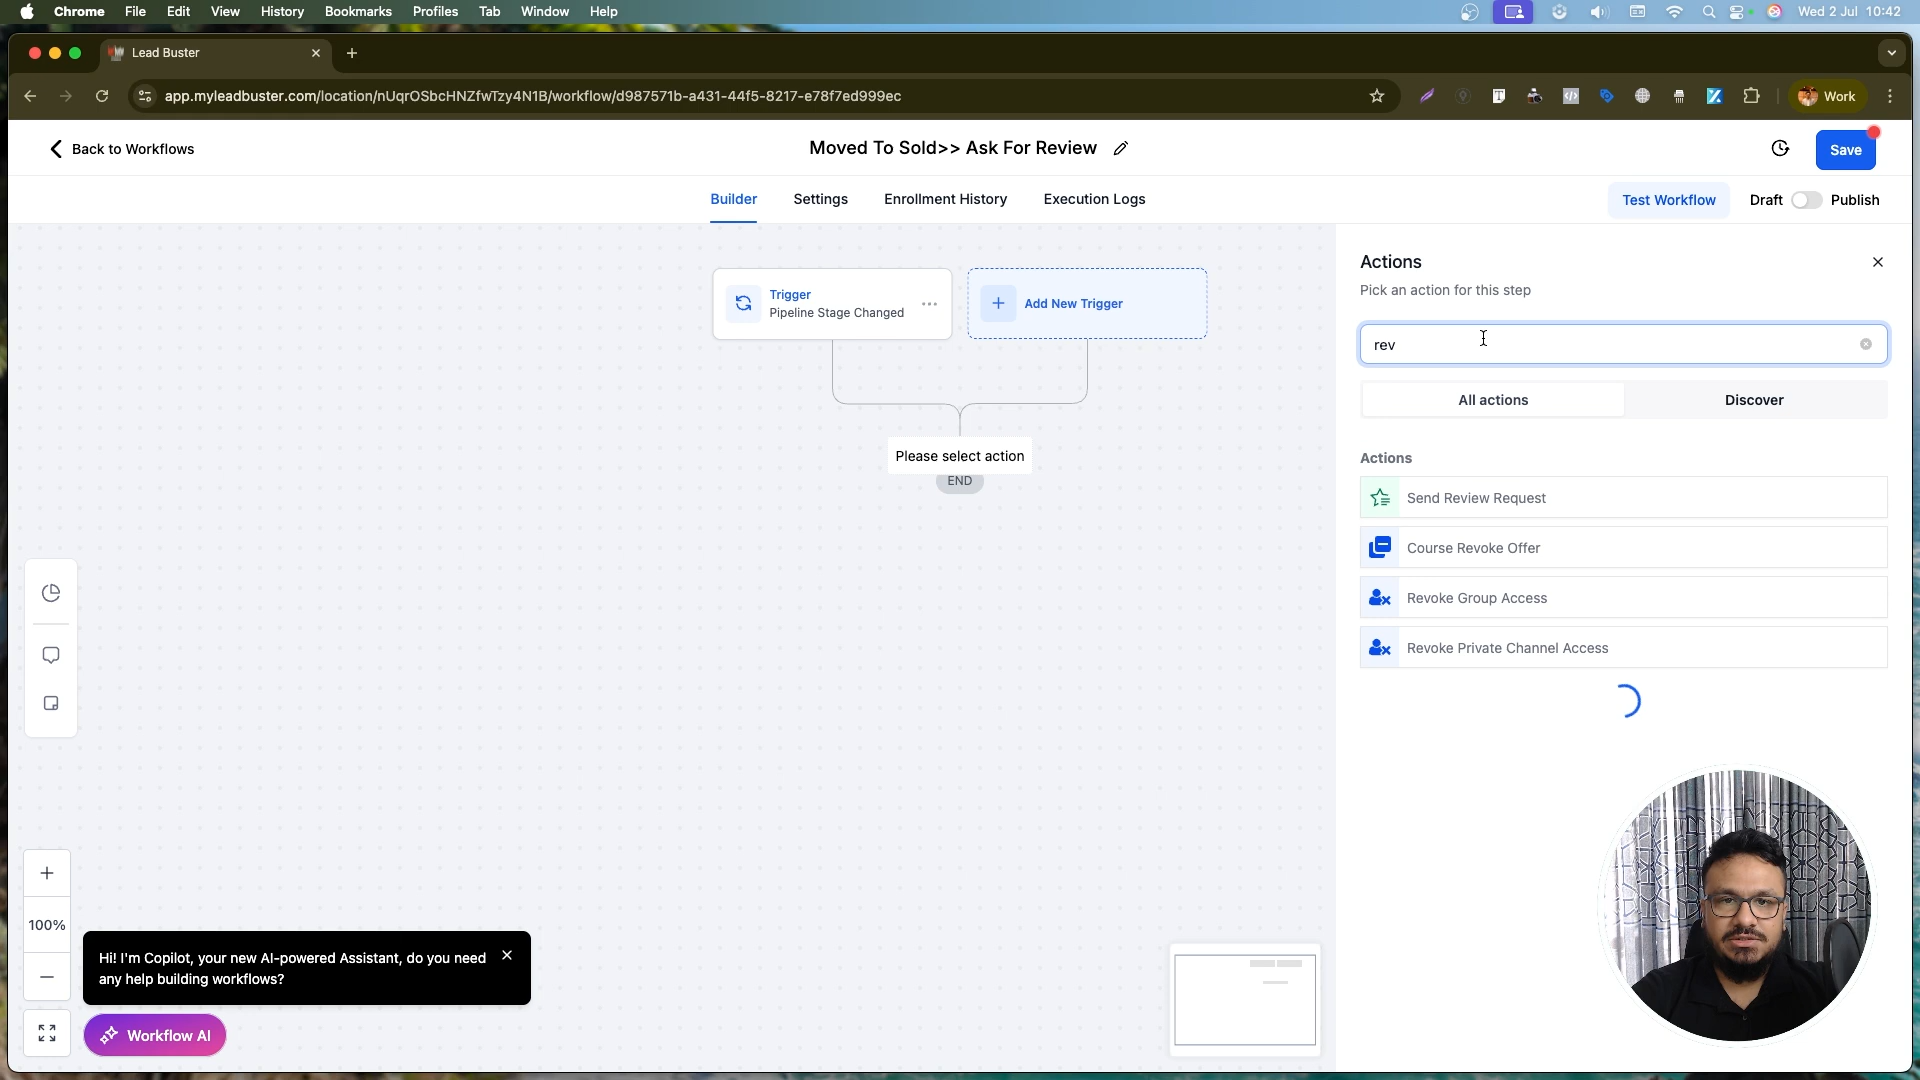 Chrome File Edit View History Bookmarks Profiles Tab Window Help Wed 2 Jul 10:42
Lead Buster
app.myleadbuster.com/location/nUqrOSbcHNZfwTzy4N1B/workflow/d987571b-a431-44f5-8217-e78f7ed999ec
Work
Back to Workflows
Moved To Sold>> Ask For Review
Save
Builder Settings Enrollment History Execution Logs
Test Workflow
Draft Publish
Trigger
Pipeline Stage Changed
Add New Trigger
Please select action
END
Actions
Pick an action for this step
rev
All actions Discover
Actions
Send Review Request
Course Revoke Offer
Revoke Group Access
Revoke Private Channel Access
100%
Hi! I'm Copilot, your new AI-powered Assistant, do you need
any help building workflows?
Workflow AI